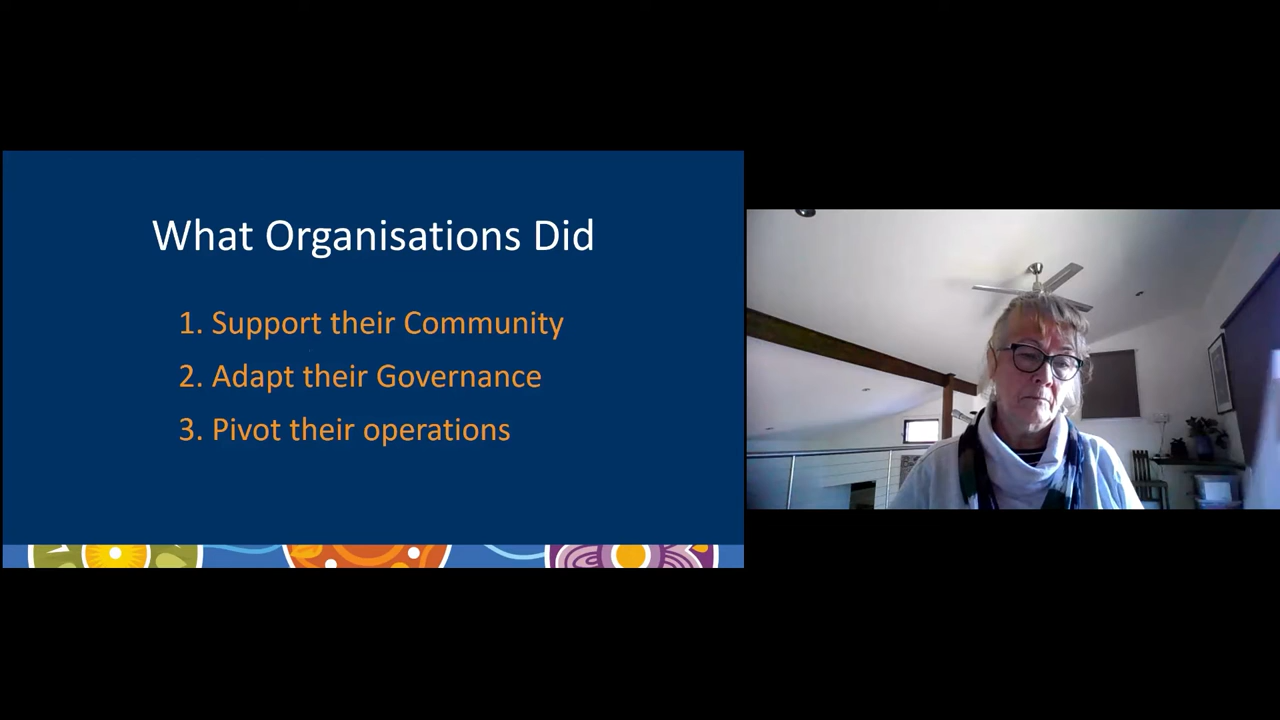 What Organisations Did
1. Support their Community
2. Adapt their Governance
3. Pivot their operations